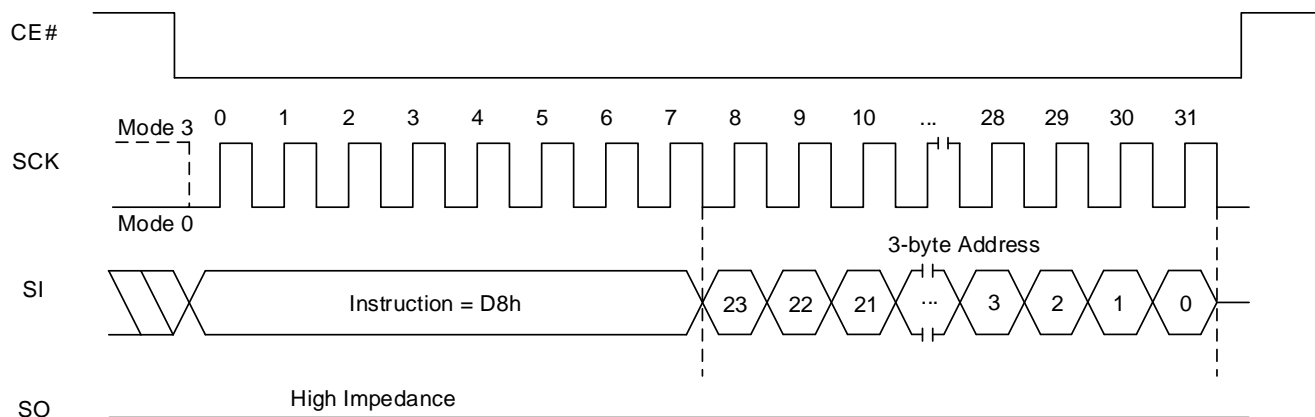 CE#
0 1 2 3 4 5 6 7 8 9 10 ... 28 29 30 31
Mode 3
SCK
Mode 0
3-byte Address
SI
Instruction = D8h 23 22 21 ... 3 2 1 0
High Impedance
SO